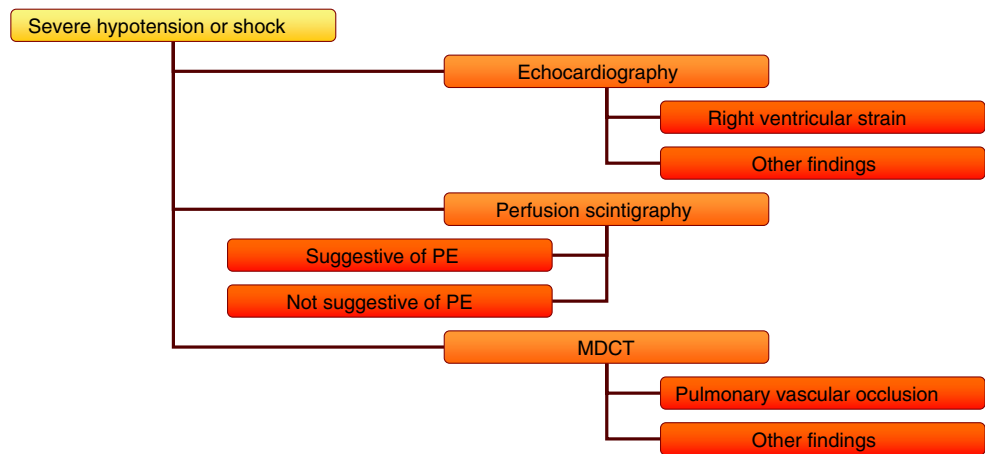 Severe hypotension or shock
Echocardiography
Right ventricular strain
Other findings
Perfusion scintigraphy
Suggestive of PE
Not suggestive of PE
MDCT
Pulmonary vascular occlusion
Other findings